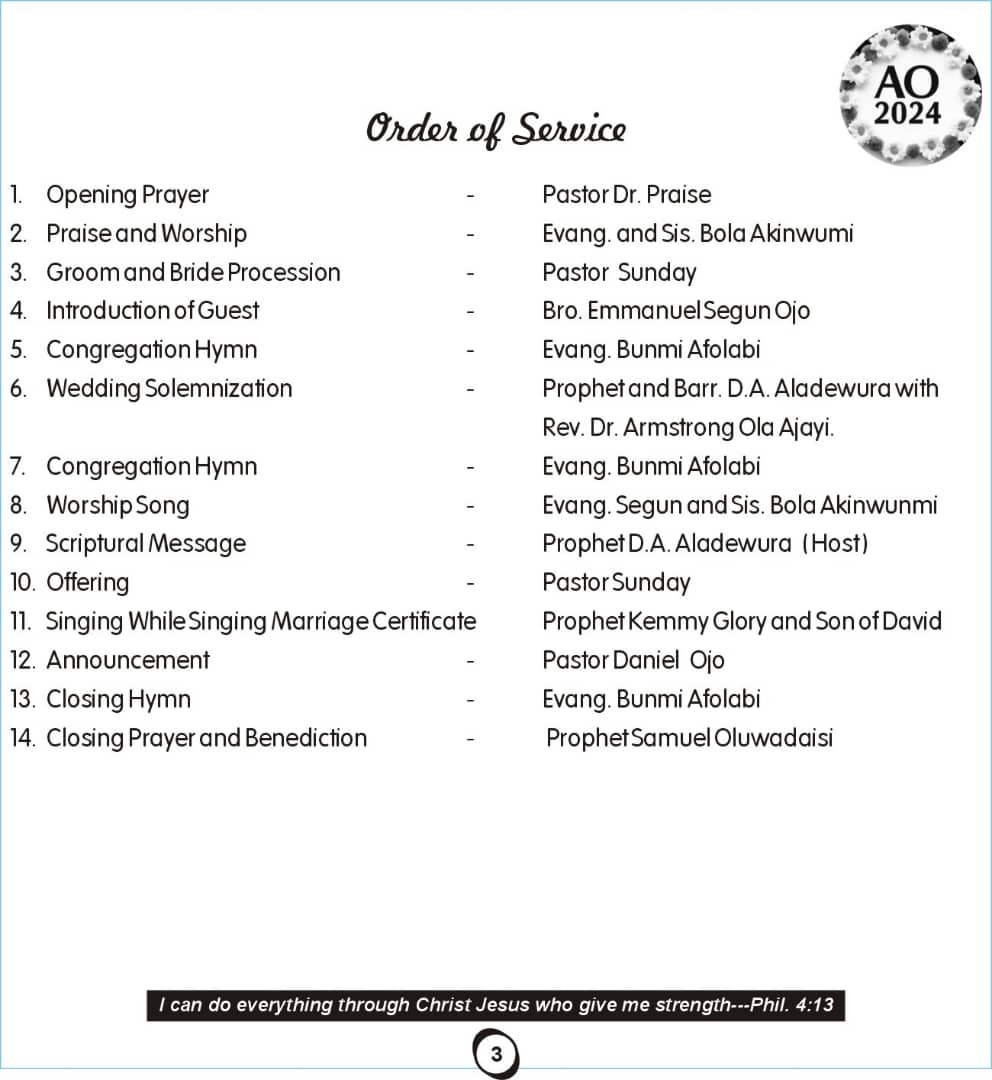 AO
2024
Order of Service
1. Opening Prayer - Pastor Dr. Praise
2. Praise and Worship - Evang. and Sis. Bola Akinwumi
3. Groom and Bride Procession - Pastor Sunday
4. Introduction of Guest - Bro. Emmanuel Segun Ojo
5. Congregation Hymn - Evang. Bunmi Afolabi
6. Wedding Solemnization - Prophet and Barr. D.A. Aladewura with
Rev. Dr. Armstrong Ola Ajayi.
7. Congregation Hymn - Evang. Bunmi Afolabi
8. Worship Song - Evang. Segun and Sis. Bola Akinwunmi
9. Scriptural Message - Prophet D.A. Aladewura (Host)
10. Offering - Pastor Sunday
11. Singing While Singing Marriage Certificate Prophet Kemmy Glory and Son of David
12. Announcement - Pastor Daniel Ojo
13. Closing Hymn - Evang. Bunmi Afolabi
14. Closing Prayer and Benediction - Prophet Samuel Oluwadaisi
I can do everything through Christ Jesus who give me strength---Phil. 4:13
3